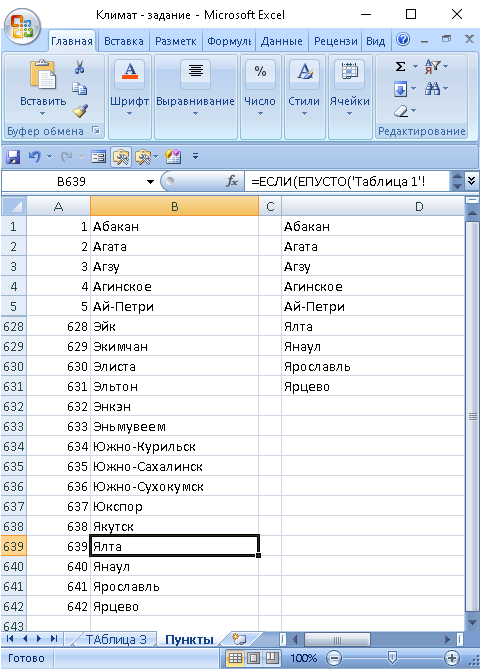 Климат - задание - Microsoft Excel
Главная Вставка Разметк Формуль Данные Рецензи Вид
Вставить Шрифт Выравнивание Число Стили Ячейки
Буфер обмена Редактирование
B639 fx =ЕСЛИ(ЕПУСТО('Таблица 1'!
A B C D
1 1 Абакан Абакан
2 2 Агата Агата
3 3 Агзу Агзу
4 4 Агинское Агинское
5 5 Ай-Петри Ай-Петри
628 628 Эйк Ялта
629 629 Экимчан Янаул
630 630 Элиста Ярославль
631 631 Эльтон Ярцево
632 632 Энкэн
633 633 Эньмувеем
634 634 Южно-Курильск
635 635 Южно-Сахалинск
636 636 Южно-Сухокумск
637 637 Юкспор
638 638 Якутск
639 639 Ялта
640 640 Янаул
641 641 Ярославль
642 642 Ярцево
643
ТАблица 3 Пункты
Готово 100%